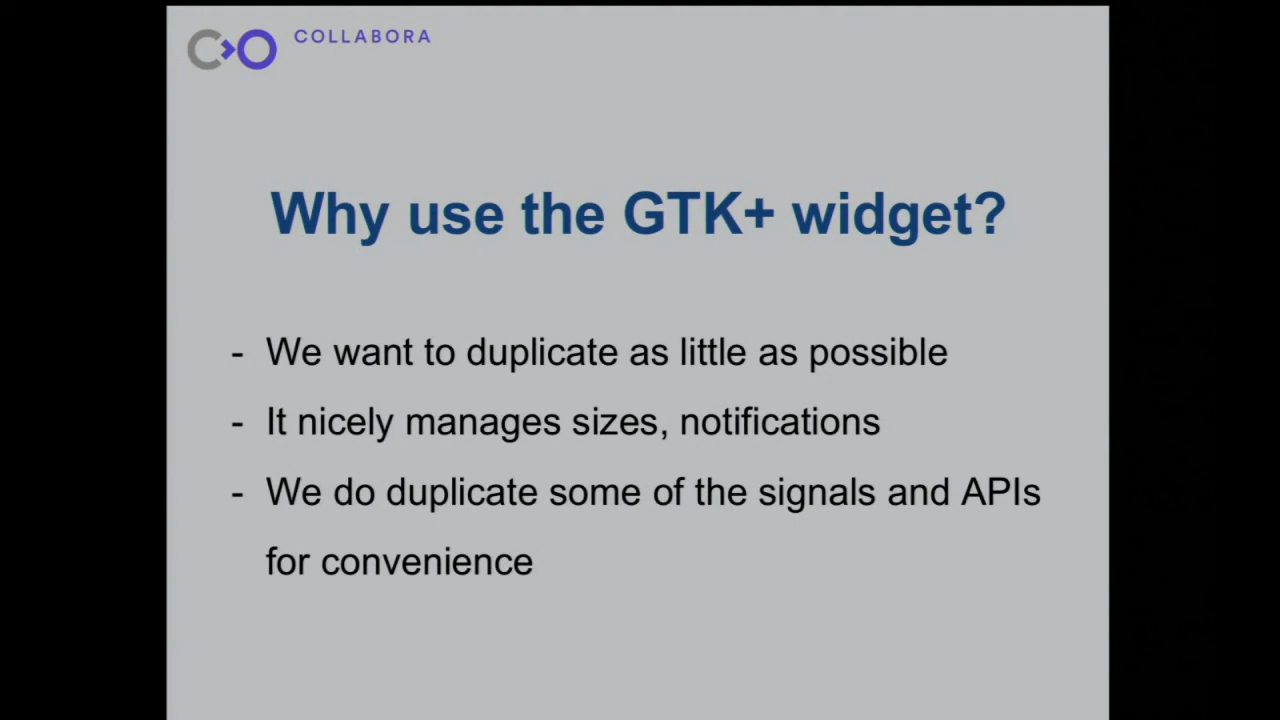 COLLABORA
Why use the GTK+ widget?
- We want to duplicate as little as possible
- It nicely manages sizes, notifications
- We do duplicate some of the signals and APIs
for convenience